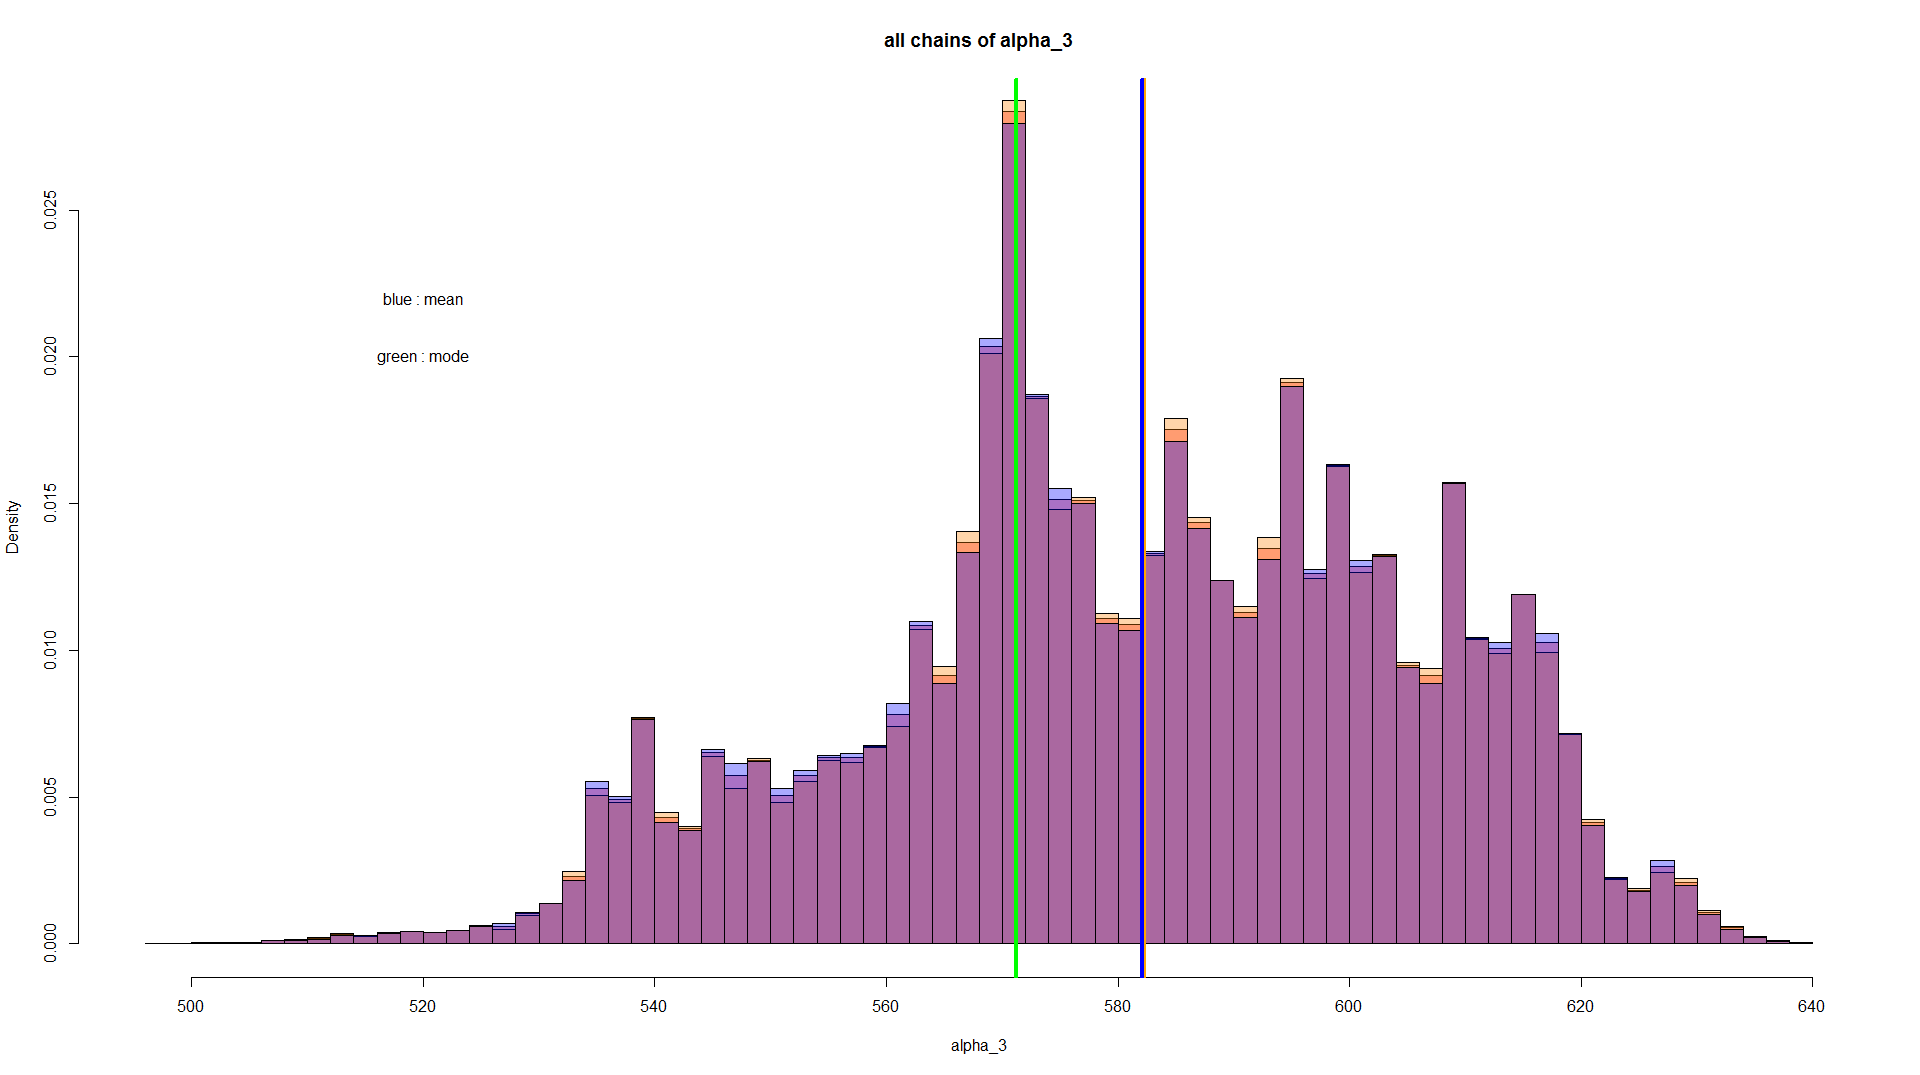 all chains of alpha_3
blue : mean
green : mode
Density
0.000
0.005
0.010
0.015
0.020
0.025
500 520 540 560 580 600 620 640
alpha_3